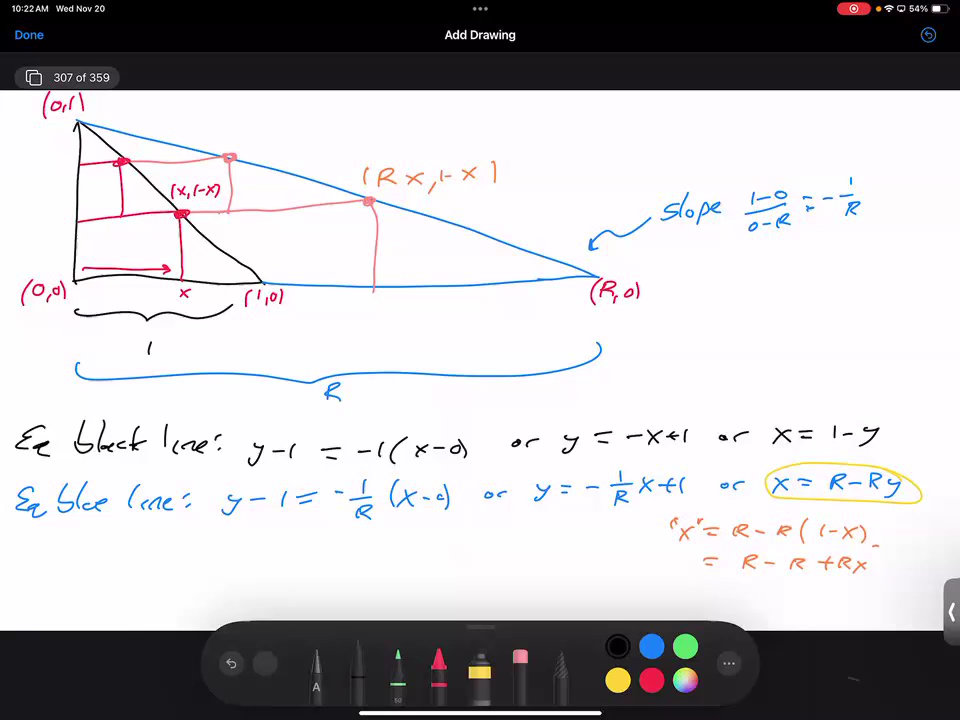 10:22 AM Wed Nov 20 54%
Done Add Drawing
307 of 359
(0,1)
(Rx, 1-x)
(x, 1-x)
slope 1-0/0-R = -1/R
(0,0) x (1,0) (R,0)
1
R
Eq black line: y-1 = -1(x-0) or y = -x+1 or x = 1-y
Eq blue line: y-1 = -1/R (x-0) or y = -1/R x+1 or x = R-Ry
"x" = R - R(1-x)
= R - R + Rx
A
50